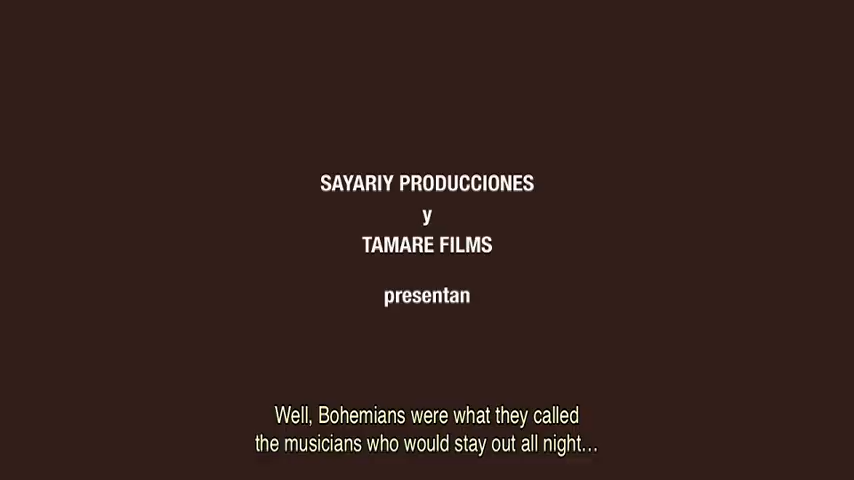 SAYARIY PRODUCCIONES
y
TAMARE FILMS
presentan
Well, Bohemians were what they called
the musicians who would stay out all night...